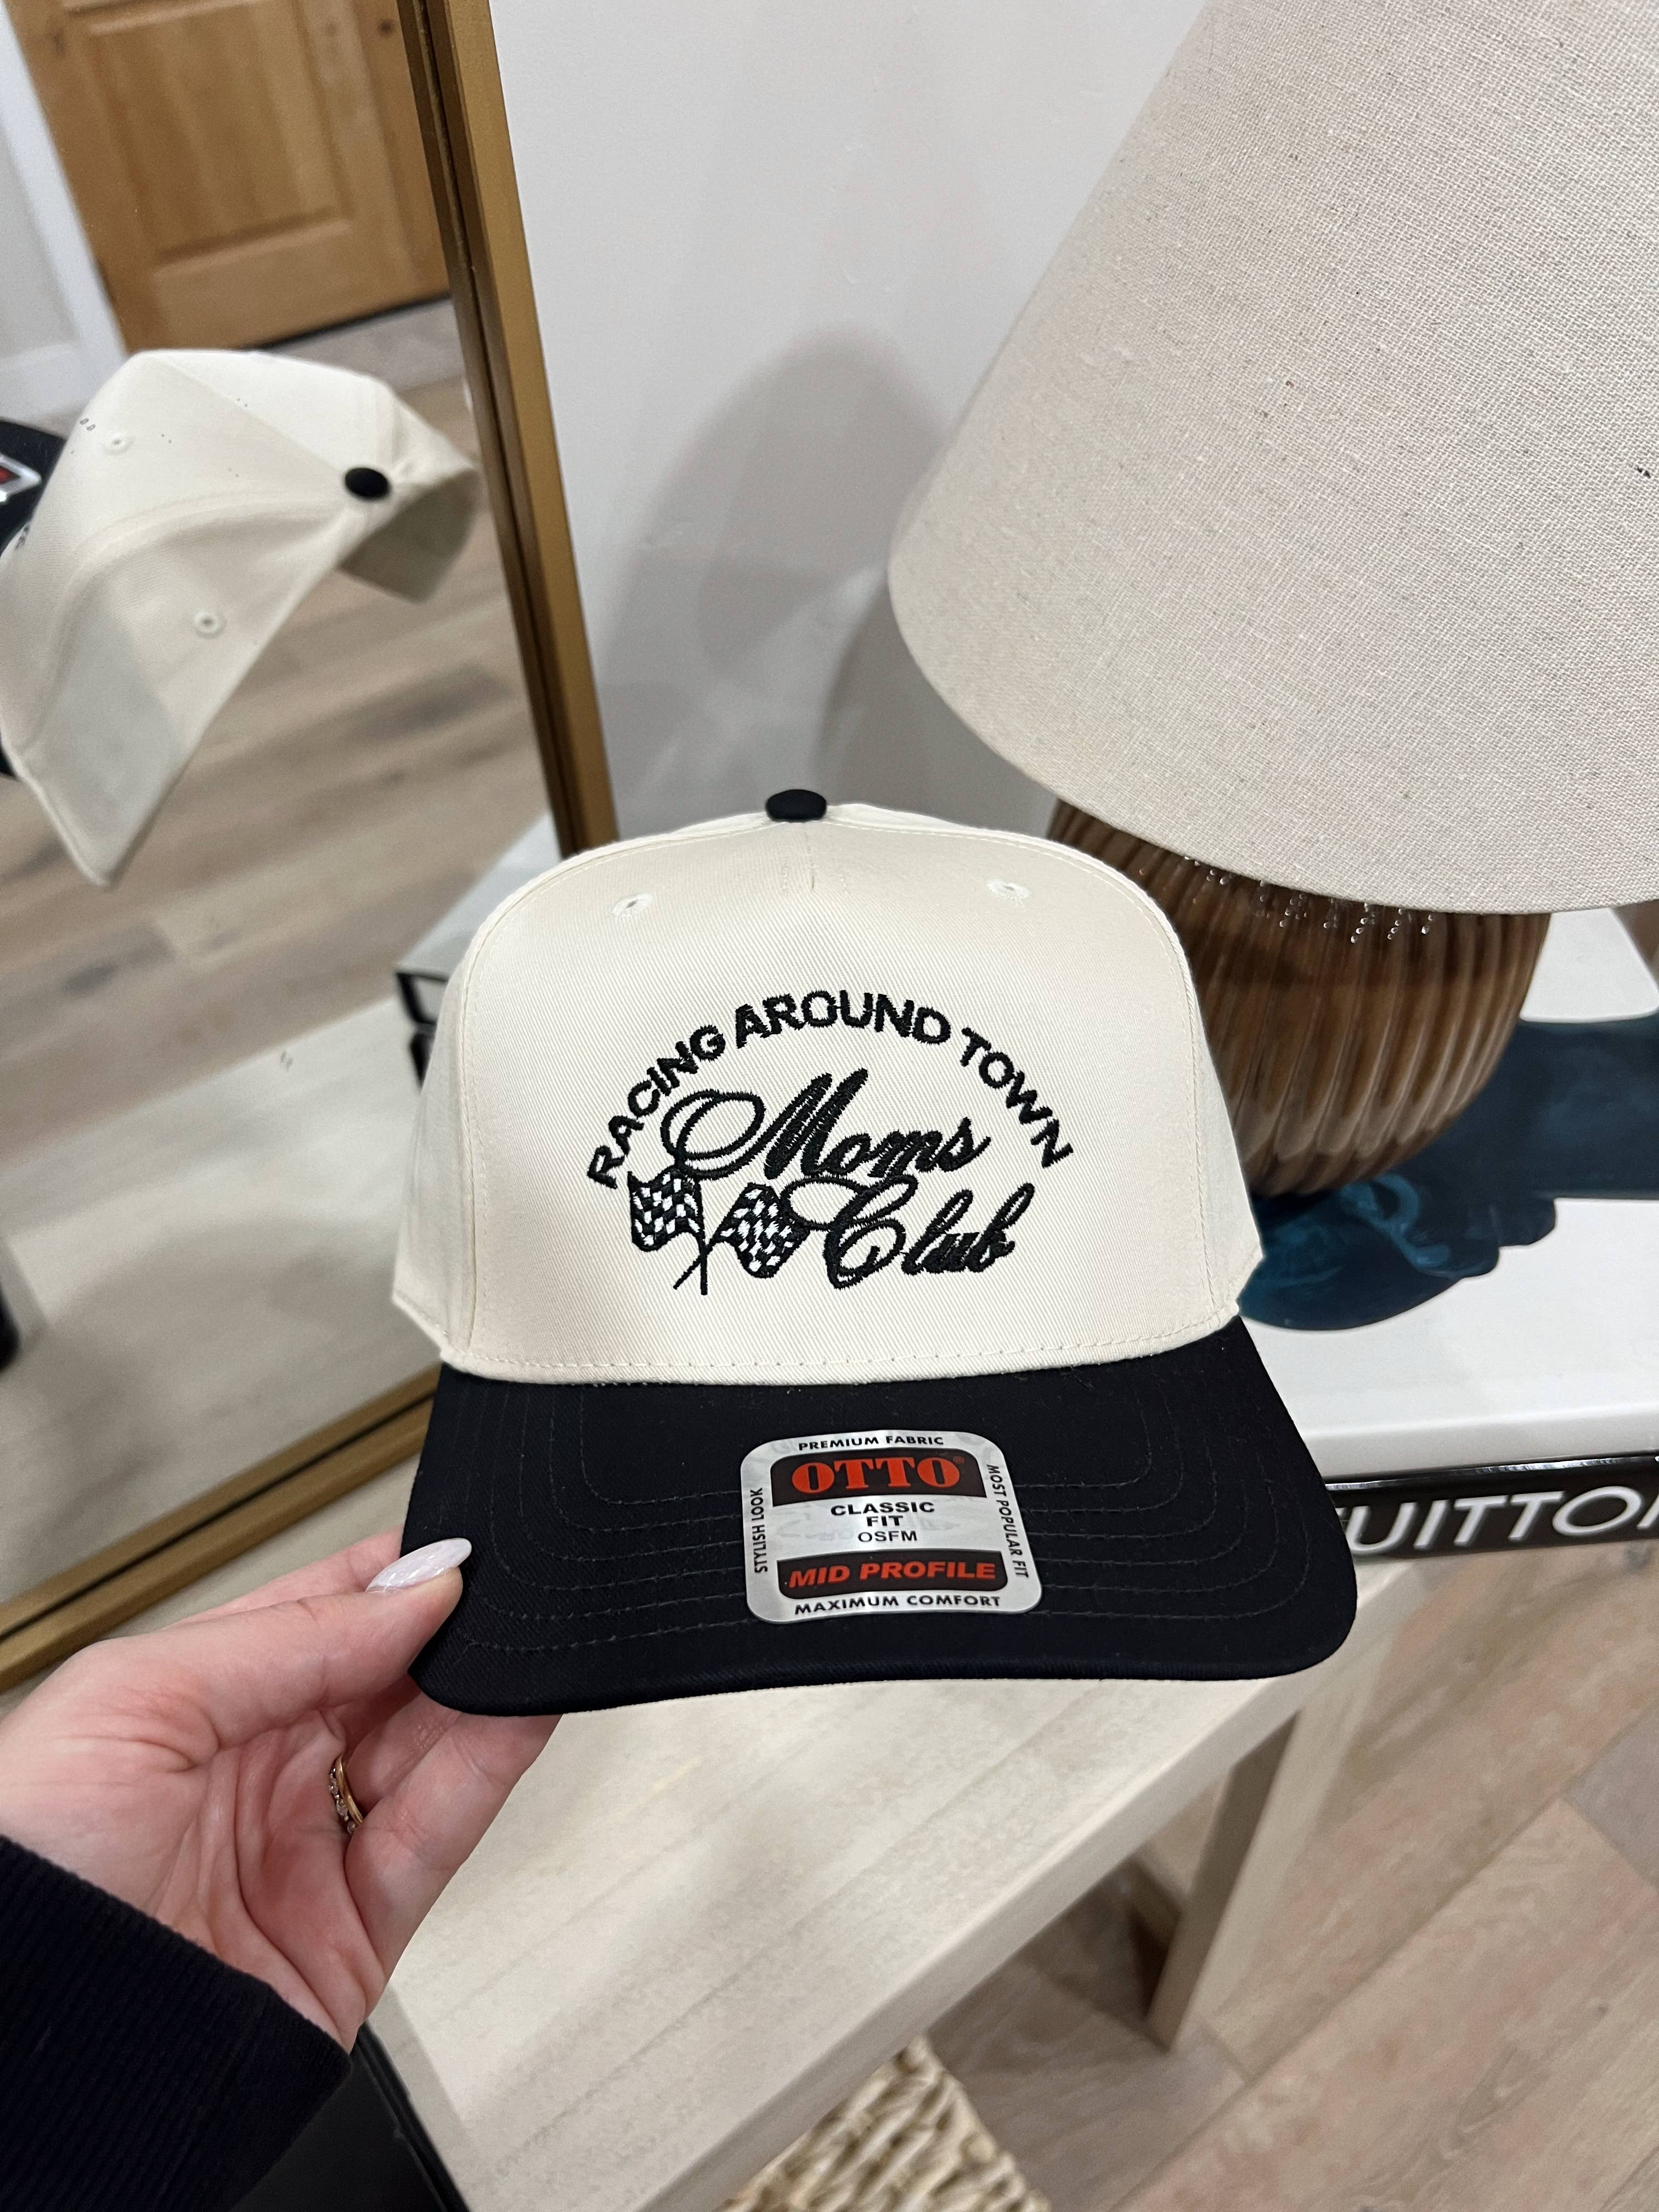 RACING AROUND TOWN
Moms
Club
PREMIUM FABRIC
OTTO®
CLASSIC
FIT
OSFM
MID PROFILE
MAXIMUM COMFORT
STYLISH LOOK
MOST POPULAR FIT
UITTON